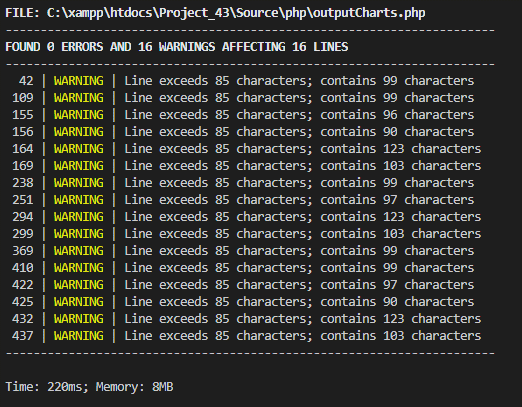 FILE: C:\xampp\htdocs\Project_43\Source\php\outputCharts.php
----------------------------------------------------------------------
FOUND 0 ERRORS AND 16 WARNINGS AFFECTING 16 LINES
----------------------------------------------------------------------
42 | WARNING | Line exceeds 85 characters; contains 99 characters
109 | WARNING | Line exceeds 85 characters; contains 99 characters
155 | WARNING | Line exceeds 85 characters; contains 96 characters
156 | WARNING | Line exceeds 85 characters; contains 90 characters
164 | WARNING | Line exceeds 85 characters; contains 123 characters
169 | WARNING | Line exceeds 85 characters; contains 103 characters
238 | WARNING | Line exceeds 85 characters; contains 99 characters
251 | WARNING | Line exceeds 85 characters; contains 97 characters
294 | WARNING | Line exceeds 85 characters; contains 123 characters
299 | WARNING | Line exceeds 85 characters; contains 103 characters
369 | WARNING | Line exceeds 85 characters; contains 99 characters
410 | WARNING | Line exceeds 85 characters; contains 99 characters
422 | WARNING | Line exceeds 85 characters; contains 97 characters
425 | WARNING | Line exceeds 85 characters; contains 90 characters
432 | WARNING | Line exceeds 85 characters; contains 123 characters
437 | WARNING | Line exceeds 85 characters; contains 103 characters
----------------------------------------------------------------------
Time: 220ms; Memory: 8MB